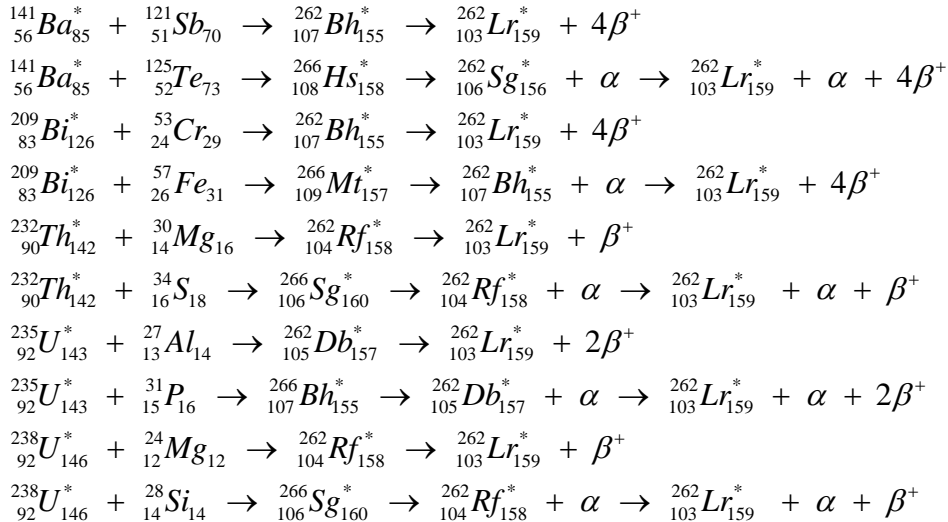 ¹⁴¹₅₆Ba*₈₅ + ¹²¹₅₁Sb₇₀ → ²⁶²₁₀₇Bh*₁₅₅ → ²⁶²₁₀₃Lr*₁₅₉ + 4β⁺
¹⁴¹₅₆Ba*₈₅ + ¹²⁵₅₂Te₇₃ → ²⁶⁶₁₀₈Hs*₁₅₈ → ²⁶²₁₀₆Sg*₁₅₆ + α → ²⁶²₁₀₃Lr*₁₅₉ + α + 4β⁺
²⁰⁹₈₃Bi*₁₂₆ + ⁵³₂₄Cr₂₉ → ²⁶²₁₀₇Bh*₁₅₅ → ²⁶²₁₀₃Lr*₁₅₉ + 4β⁺
²⁰⁹₈₃Bi*₁₂₆ + ⁵⁷₂₆Fe₃₁ → ²⁶⁶₁₀₉Mt*₁₅₇ → ²⁶²₁₀₇Bh*₁₅₅ + α → ²⁶²₁₀₃Lr*₁₅₉ + 4β⁺
²³²₉₀Th*₁₄₂ + ³⁰₁₄Mg₁₆ → ²⁶²₁₀₄Rf*₁₅₈ → ²⁶²₁₀₃Lr*₁₅₉ + β⁺
²³²₉₀Th*₁₄₂ + ³⁴₁₆S₁₈ → ²⁶⁶₁₀₆Sg*₁₆₀ → ²⁶²₁₀₄Rf*₁₅₈ + α → ²⁶²₁₀₃Lr*₁₅₉ + α + β⁺
²³⁵₉₂U*₁₄₃ + ²⁷₁₃Al₁₄ → ²⁶²₁₀₅Db*₁₅₇ → ²⁶²₁₀₃Lr*₁₅₉ + 2β⁺
²³⁵₉₂U*₁₄₃ + ³¹₁₅P₁₆ → ²⁶⁶₁₀₇Bh*₁₅₅ → ²⁶²₁₀₅Db*₁₅₇ + α → ²⁶²₁₀₃Lr*₁₅₉ + α + 2β⁺
²³⁸₉₂U*₁₄₆ + ²⁴₁₂Mg₁₂ → ²⁶²₁₀₄Rf*₁₅₈ → ²⁶²₁₀₃Lr*₁₅₉ + β⁺
²³⁸₉₂U*₁₄₆ + ²⁸₁₄Si₁₄ → ²⁶⁶₁₀₆Sg*₁₆₀ → ²⁶²₁₀₄Rf*₁₅₈ + α → ²⁶²₁₀₃Lr*₁₅₉ + α + β⁺